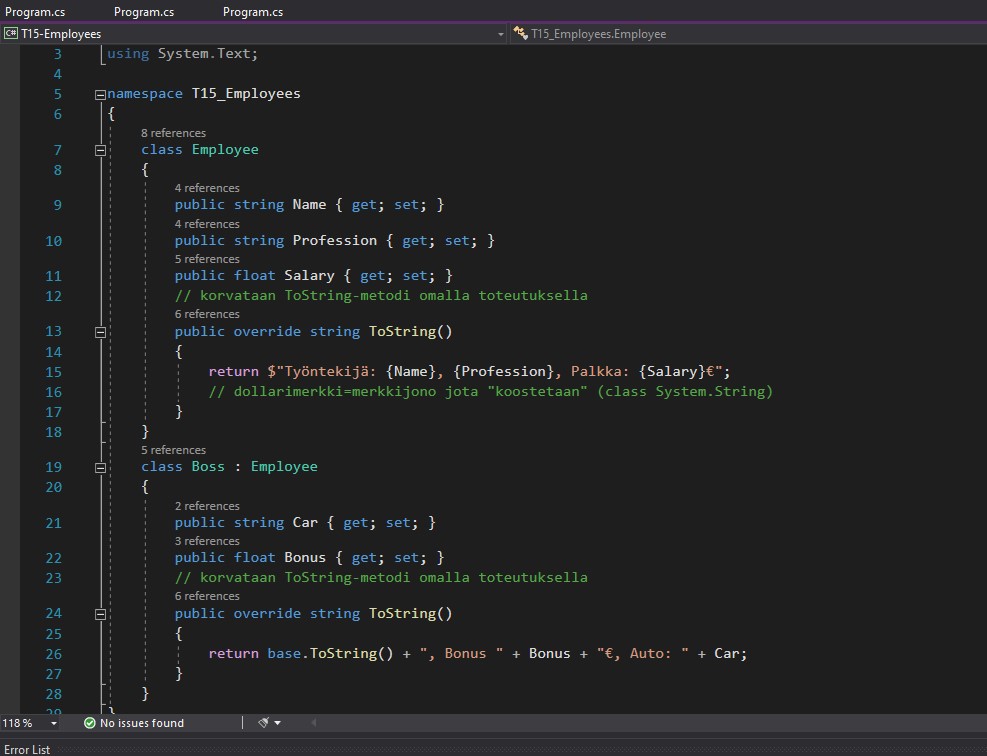 Program.cs Program.cs Program.cs
C# T15-Employees T15_Employees.Employee
3 using System.Text;
4
5 namespace T15_Employees
6 {
8 references
7 class Employee
8 {
4 references
9 public string Name { get; set; }
4 references
10 public string Profession { get; set; }
5 references
11 public float Salary { get; set; }
12 // korvataan ToString-metodi omalla toteutuksella
6 references
13 public override string ToString()
14 {
15 return $"Työntekijä: {Name}, {Profession}, Palkka: {Salary}€";
16 // dollarimerkki=merkkijono jota "koostetaan" (class System.String)
17 }
18 }
5 references
19 class Boss : Employee
20 {
2 references
21 public string Car { get; set; }
3 references
22 public float Bonus { get; set; }
23 // korvataan ToString-metodi omalla toteutuksella
6 references
24 public override string ToString()
25 {
26 return base.ToString() + ", Bonus " + Bonus + "€, Auto: " + Car;
27 }
28 }
29 }
118 % No issues found
Error List